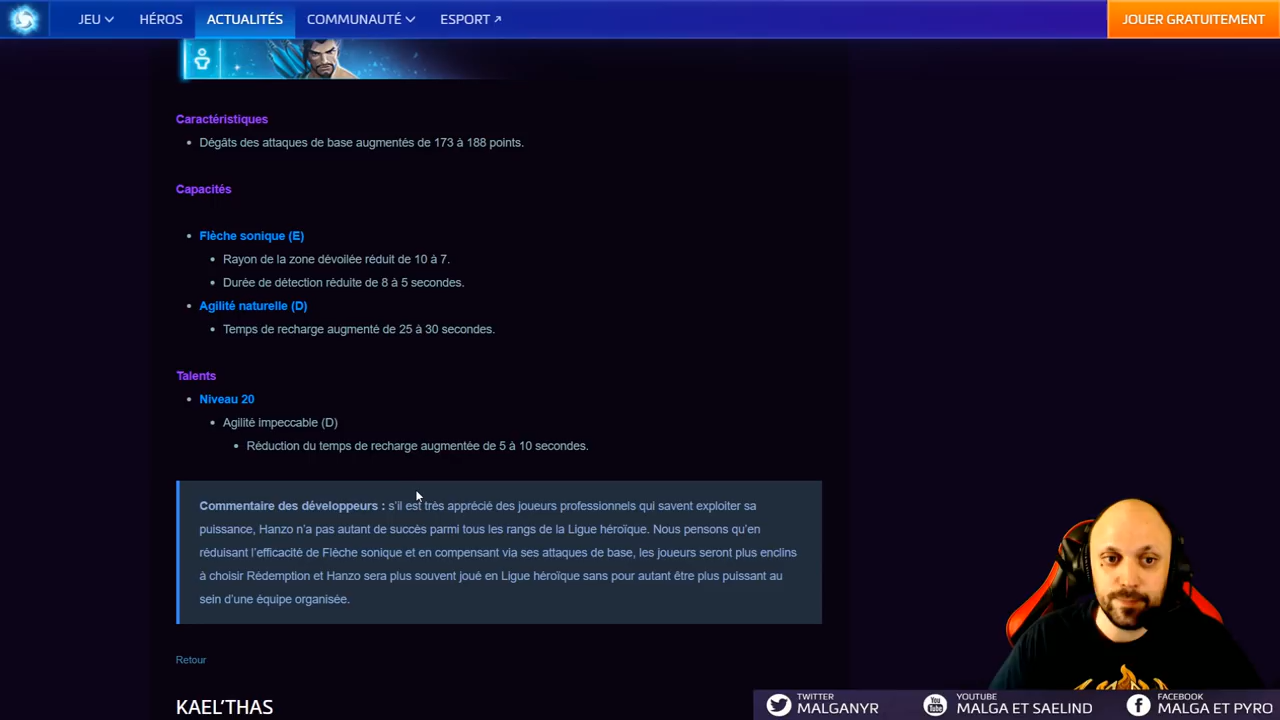 JEU HÉROS ACTUALITÉS COMMUNAUTÉ ESPORT JOUER GRATUITEMENT
Caractéristiques
Dégâts des attaques de base augmentés de 173 à 188 points.
Capacités
Flèche sonique (E)
Rayon de la zone dévoilée réduit de 10 à 7.
Durée de détection réduite de 8 à 5 secondes.
Agilité naturelle (D)
Temps de recharge augmenté de 25 à 30 secondes.
Talents
Niveau 20
Agilité impeccable (D)
Réduction du temps de recharge augmentée de 5 à 10 secondes.
Commentaire des développeurs : s’il est très apprécié des joueurs professionnels qui savent exploiter sa
puissance, Hanzo n’a pas autant de succès parmi tous les rangs de la Ligue héroïque. Nous pensons qu’en
réduisant l’efficacité de Flèche sonique et en compensant via ses attaques de base, les joueurs seront plus enclins
à choisir Rédemption et Hanzo sera plus souvent joué en Ligue héroïque sans pour autant être plus puissant au
sein d’une équipe organisée.
Retour
KAEL’THAS
TWITTER
MALGANYR
You Tube
YOUTUBE
MALGA ET SAELIND
FACEBOOK
MALGA ET PYRO